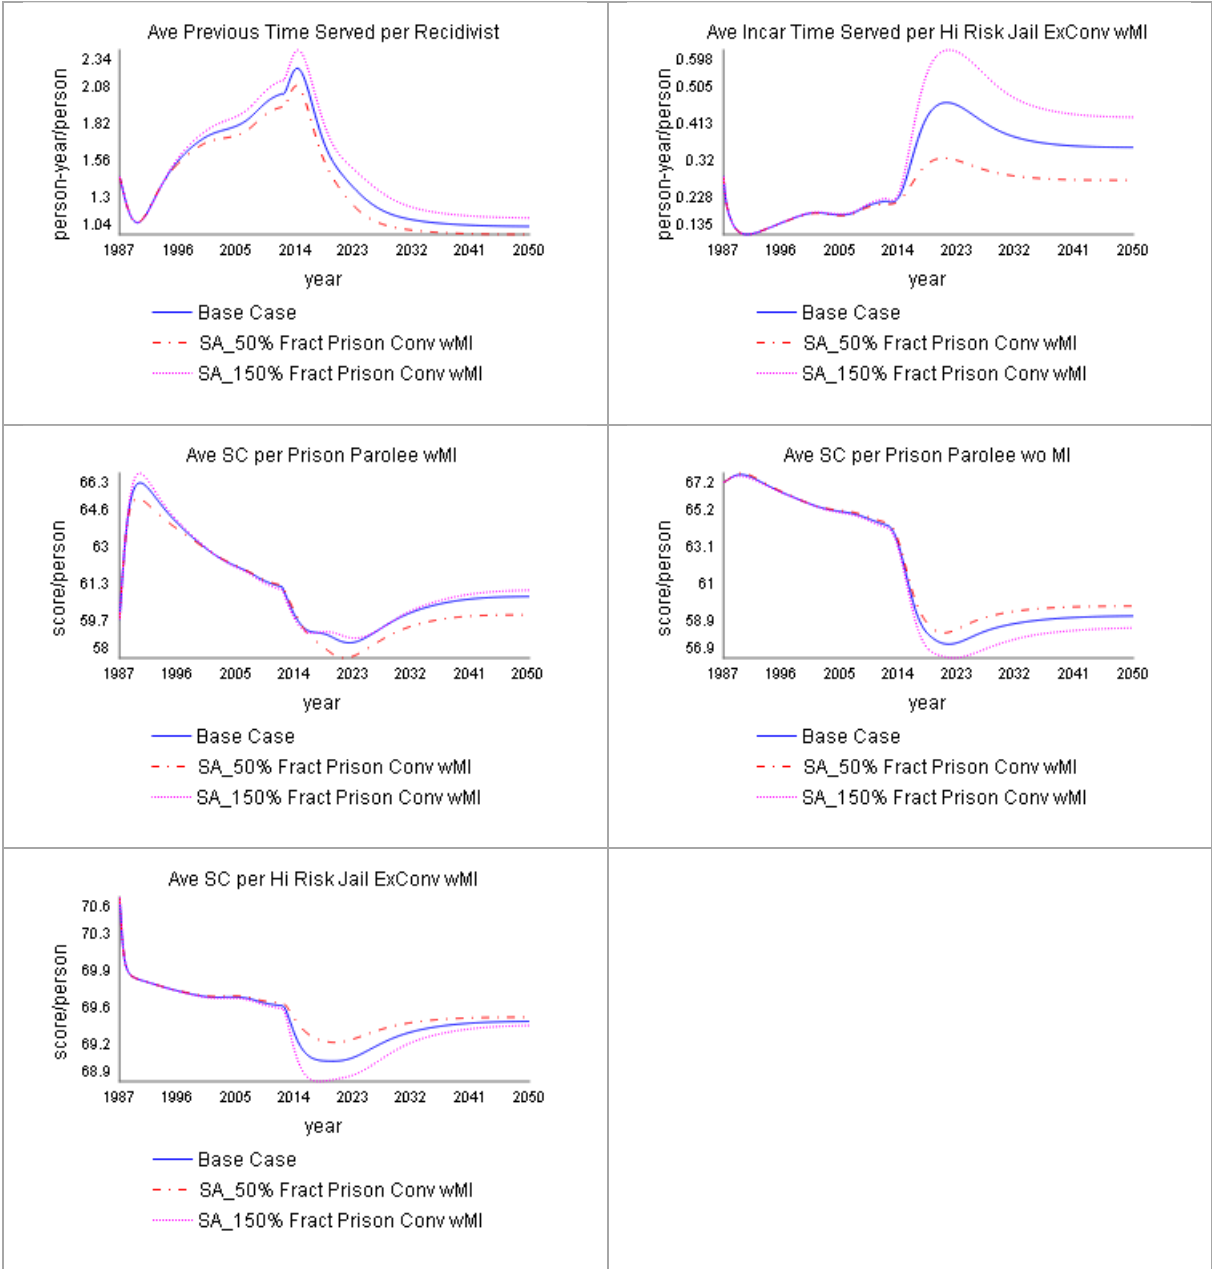 Ave Previous Time Served per Recidivist
person-year/person
2.34
2.08
1.82
1.56
1.3
1.04
1987 1996 2005 2014 2023 2032 2041 2050
year
Base Case
SA_50% Fract Prison Conv wMI
SA_150% Fract Prison Conv wMI
Ave Incar Time Served per Hi Risk Jail ExConv wMI
person-year/person
0.598
0.505
0.413
0.32
0.228
0.135
1987 1996 2005 2014 2023 2032 2041 2050
year
Base Case
SA_50% Fract Prison Conv wMI
SA_150% Fract Prison Conv wMI
Ave SC per Prison Parolee wMI
score/person
66.3
64.6
63
61.3
59.7
58
1987 1996 2005 2014 2023 2032 2041 2050
year
Base Case
SA_50% Fract Prison Conv wMI
SA_150% Fract Prison Conv wMI
Ave SC per Prison Parolee wo MI
score/person
67.2
65.2
63.1
61
58.9
56.9
1987 1996 2005 2014 2023 2032 2041 2050
year
Base Case
SA_50% Fract Prison Conv wMI
SA_150% Fract Prison Conv wMI
Ave SC per Hi Risk Jail ExConv wMI
score/person
70.6
70.3
69.9
69.6
69.2
68.9
1987 1996 2005 2014 2023 2032 2041 2050
year
Base Case
SA_50% Fract Prison Conv wMI
SA_150% Fract Prison Conv wMI